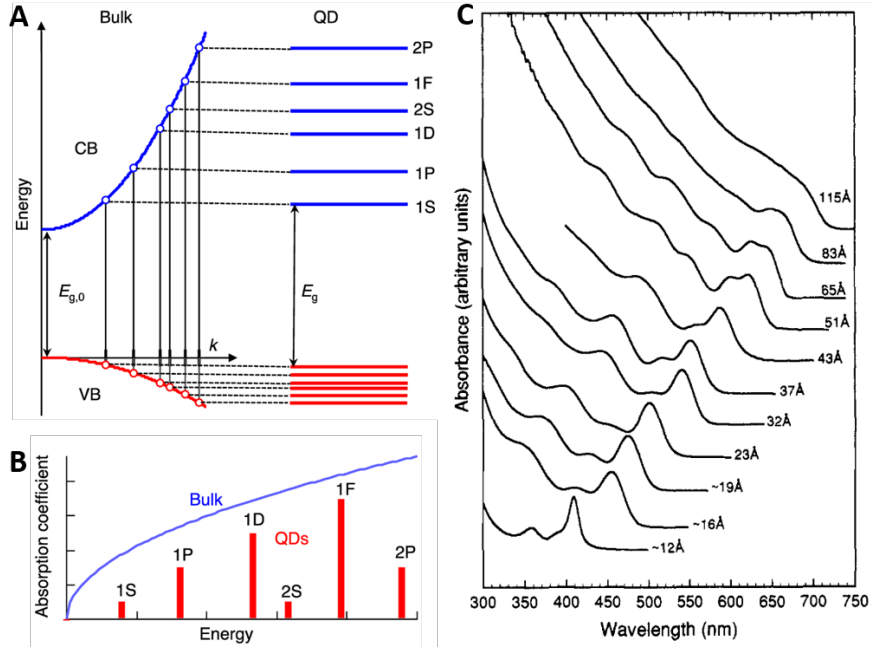 A
Bulk
QD
2P
1F
2S
1D
1P
1S
CB
Energy
E_g,0
E_g
k
VB
B
Absorption coefficient
Bulk
QDs
1S
1P
1D
2S
1F
2P
Energy
C
Absorbance (arbitrary units)
115Å
83Å
65Å
51Å
43Å
37Å
32Å
23Å
~19Å
~16Å
~12Å
300 350 400 450 500 550 600 650 700 750
Wavelength (nm)